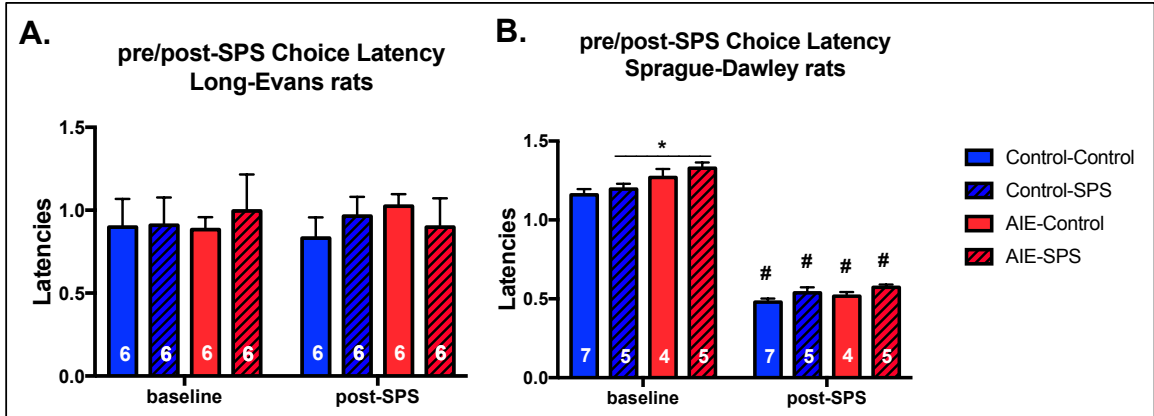 A.
pre/post-SPS Choice Latency
Long-Evans rats
Latencies
1.5
1.0
0.5
0.0
6
6
6
6
6
6
6
6
baseline
post-SPS
B.
pre/post-SPS Choice Latency
Sprague-Dawley rats
Latencies
1.5
1.0
0.5
0.0
*
# # # #
7
5
4
5
7
5
4
5
baseline
post-SPS
Control-Control
Control-SPS
AIE-Control
AIE-SPS